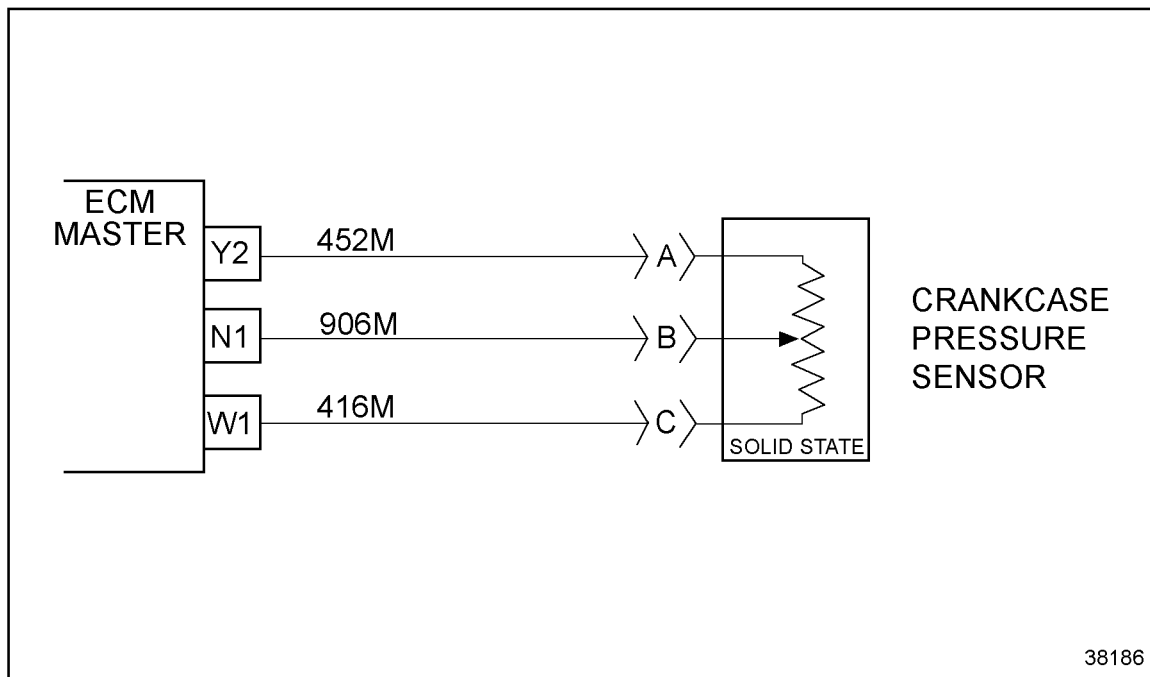 ECM
MASTER
Y2
452M
A
N1
906M
B
W1
416M
C
SOLID STATE
CRANKCASE
PRESSURE
SENSOR
38186